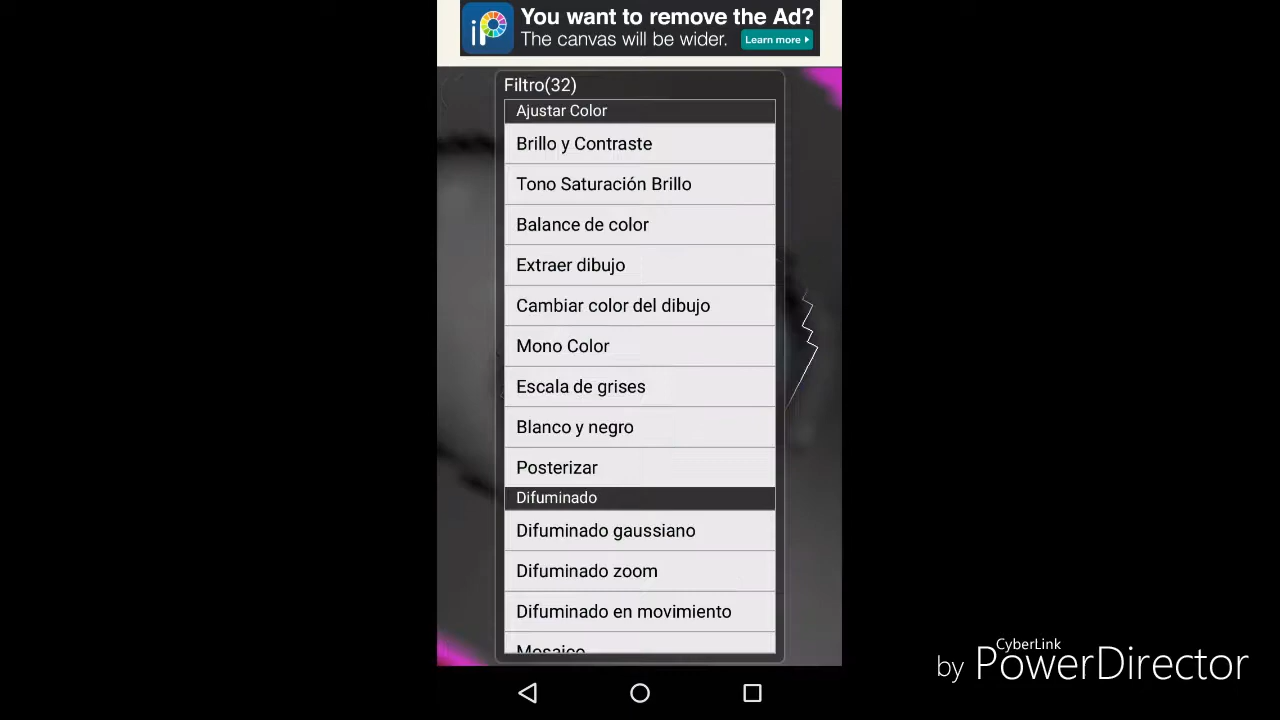 iP
You want to remove the Ad?
The canvas will be wider.
Learn more
Filtro(32)
Ajustar Color
Brillo y Contraste
Tono Saturación Brillo
Balance de color
Extraer dibujo
Cambiar color del dibujo
Mono Color
Escala de grises
Blanco y negro
Posterizar
Difuminado
Difuminado gaussiano
Difuminado zoom
Difuminado en movimiento
Mosaico
CyberLink
by PowerDirector